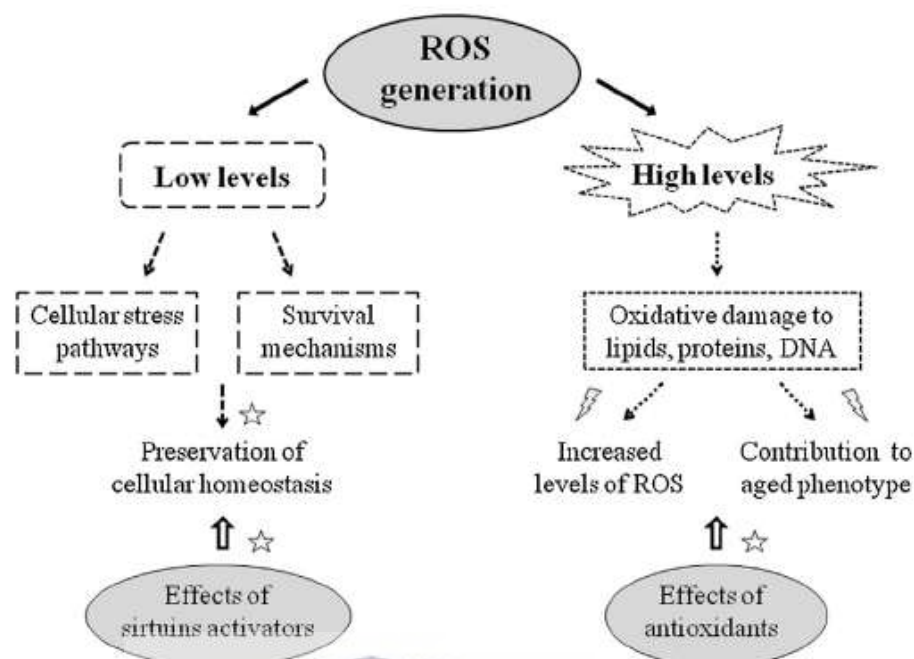 ROS
generation
Low levels
High levels
Cellular stress
pathways
Survival
mechanisms
Oxidative damage to
lipids, proteins, DNA
Preservation of
cellular homeostasis
Increased
levels of ROS
Contribution to
aged phenotype
Effects of
sirtuins activators
Effects of
antioxidants